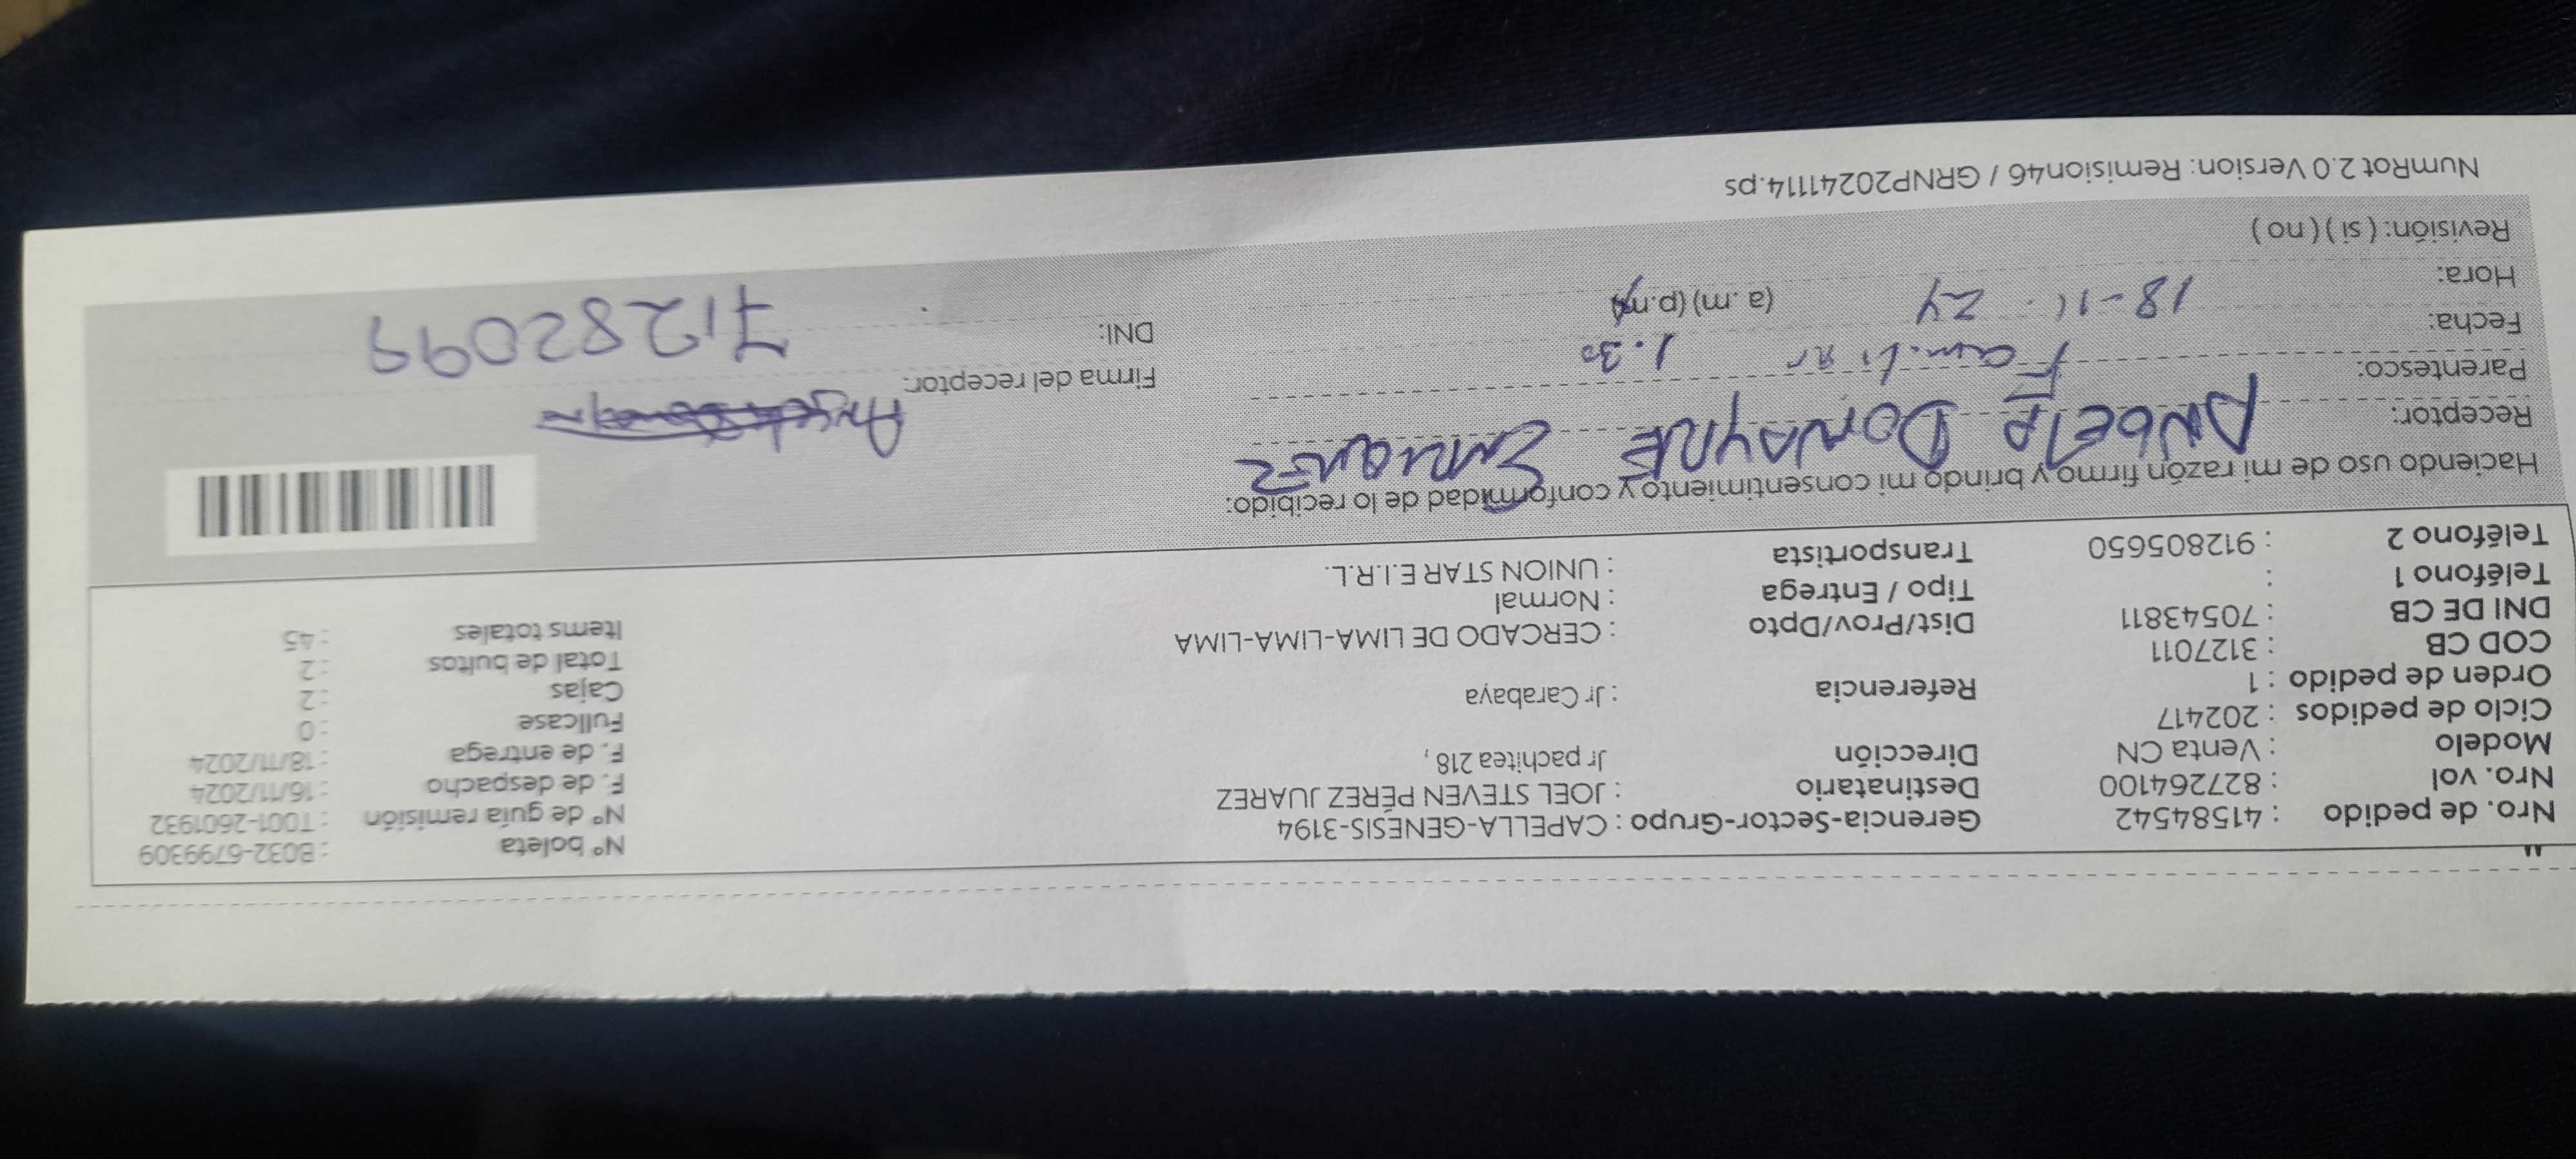 Nro. de pedido : 41584542 Gerencia-Sector-Grupo : CAPELLA-GENESIS-3194 N° boleta : B032-6799309
Nro. vol : 827264100 Destinatario : JOEL STEVEN PÉREZ JUAREZ N° de guía remisión : T001-2601932
Modelo : Venta CN Dirección Jr pachitea 218, F. de despacho : 16/11/2024
Ciclo de pedidos : 202417 F. de entrega : 18/11/2024
Orden de pedido : 1 Referencia : Jr Carabaya Fullcase : 0
COD CB : 3127011 Cajas : 2
DNI DE CB : 70543811 Dist/Prov/Dpto : CERCADO DE LIMA-LIMA-LIMA Total de bultos : 2
Teléfono 1 : Tipo / Entrega : Normal Items totales : 45
Teléfono 2 : 912805650 Transportista : UNION STAR E.I.R.L.
Haciendo uso de mi razón firmo y brindo mi consentimiento y conformidad de lo recibido:
Receptor: ANGELA DONAYRE ENRIQUEZ
Parentesco: Familiar 1.30 Firma del receptor:
Fecha: 18-11 24 DNI: 71282099
Hora: (a.m) (p.m)
Revisión: ( si ) ( no )
NumRot 2.0 Version: Remision46 / GRNP20241114.ps